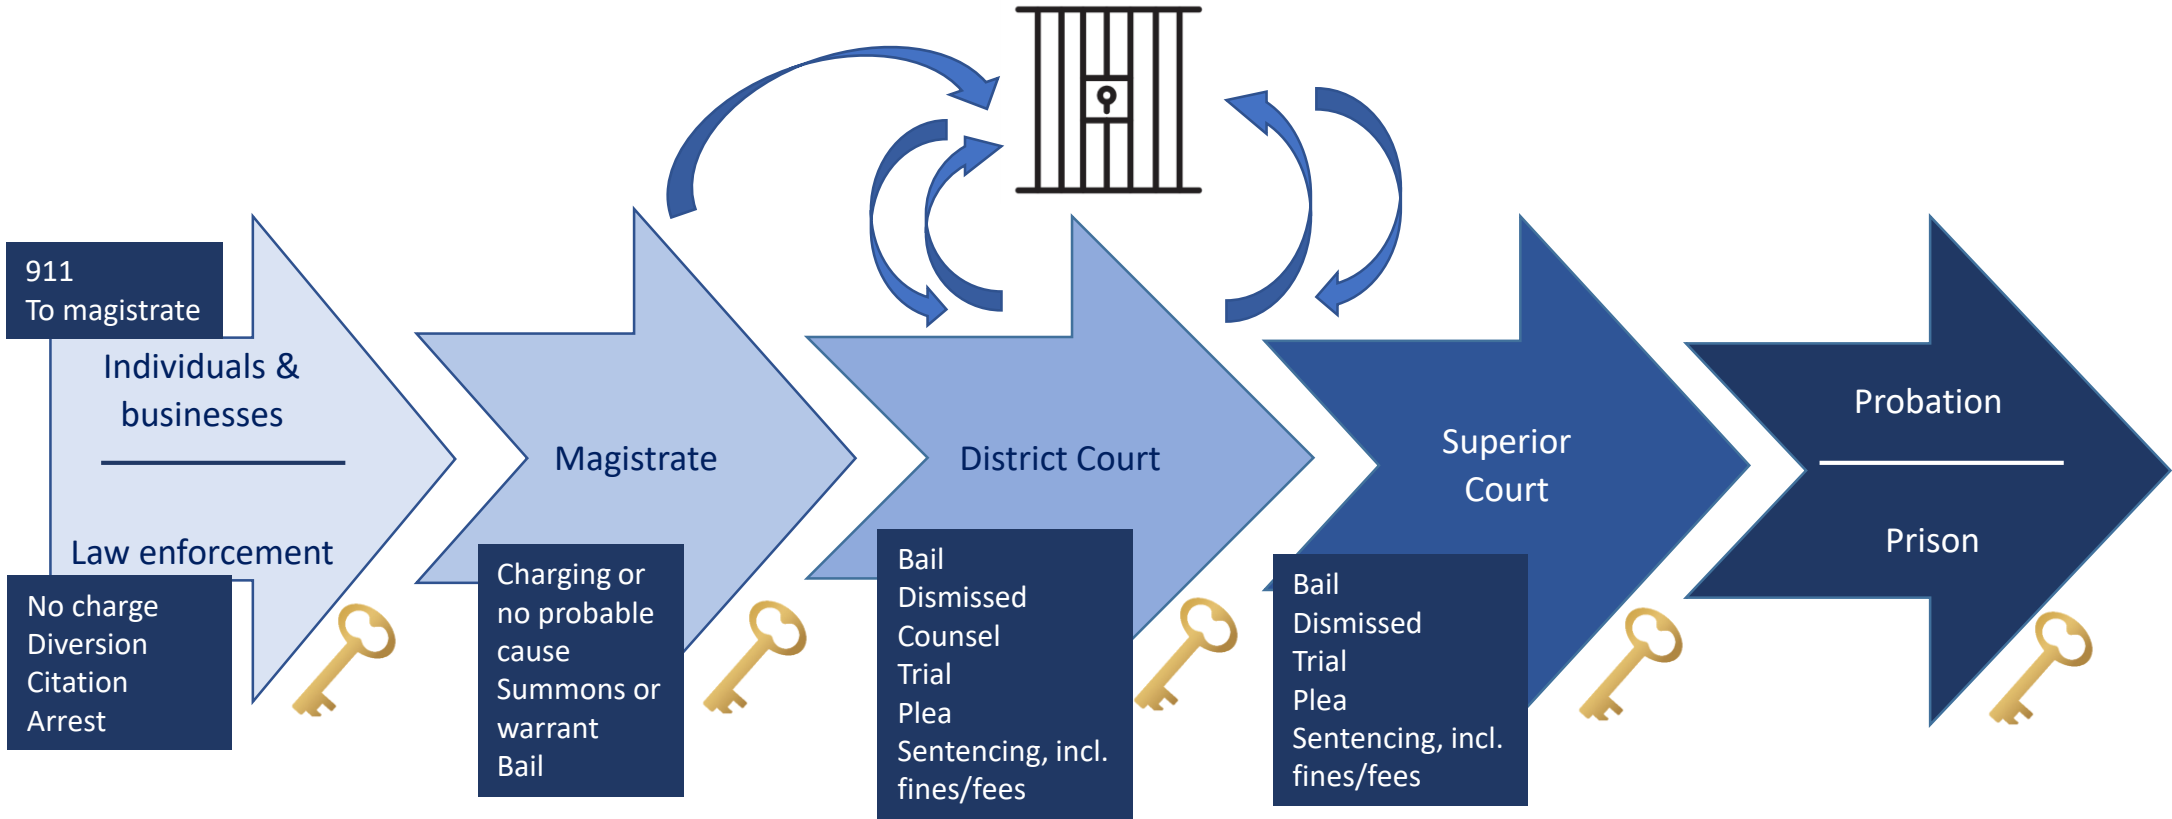 911
To magistrate
Individuals &
businesses
Law enforcement
No charge
Diversion
Citation
Arrest
Magistrate
Charging or
no probable
cause
Summons or
warrant
Bail
District Court
Bail
Dismissed
Counsel
Trial
Plea
Sentencing, incl.
fines/fees
Superior
Court
Bail
Dismissed
Trial
Plea
Sentencing, incl.
fines/fees
Probation
Prison